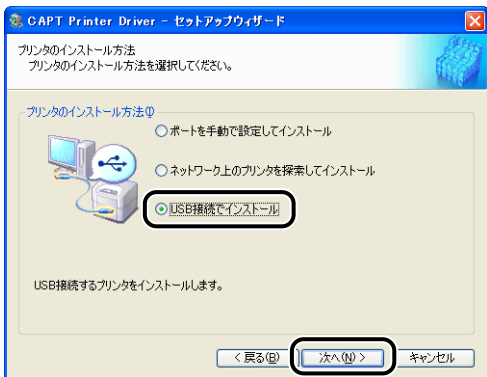 CAPT Printer Driver - セットアップウィザード
プリンタのインストール方法
プリンタのインストール方法を選択してください。
プリンタのインストール方法(I)
ポートを手動で設定してインストール
ネットワーク上のプリンタを探索してインストール
USB接続でインストール
USB接続するプリンタをインストールします。
< 戻る(B)
次へ(N) >
キャンセル